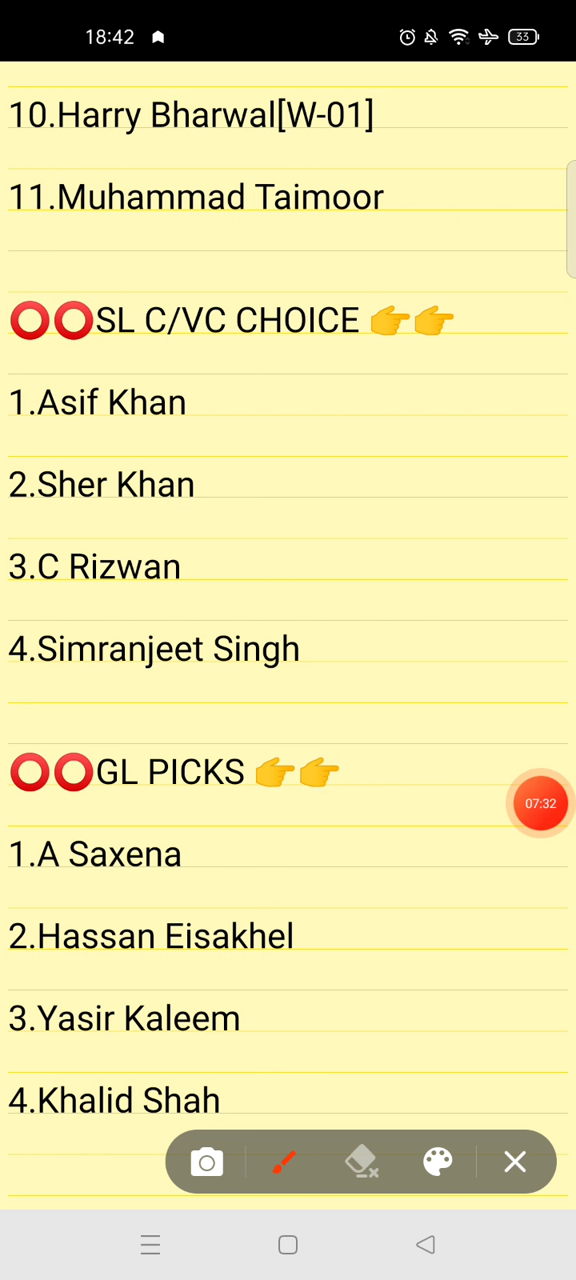 18:42
33
10.Harry Bharwal[W-01]
11.Muhammad Taimoor
⭕⭕SL C/VC CHOICE 👉👉
1.Asif Khan
2.Sher Khan
3.C Rizwan
4.Simranjeet Singh
⭕⭕GL PICKS 👉👉
07:32
1.A Saxena
2.Hassan Eisakhel
3.Yasir Kaleem
4.Khalid Shah